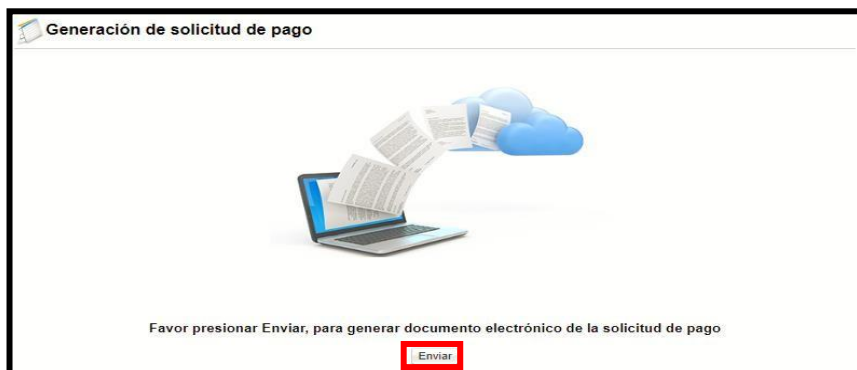 Generación de solicitud de pago
Favor presionar Enviar, para generar documento electrónico de la solicitud de pago
Enviar